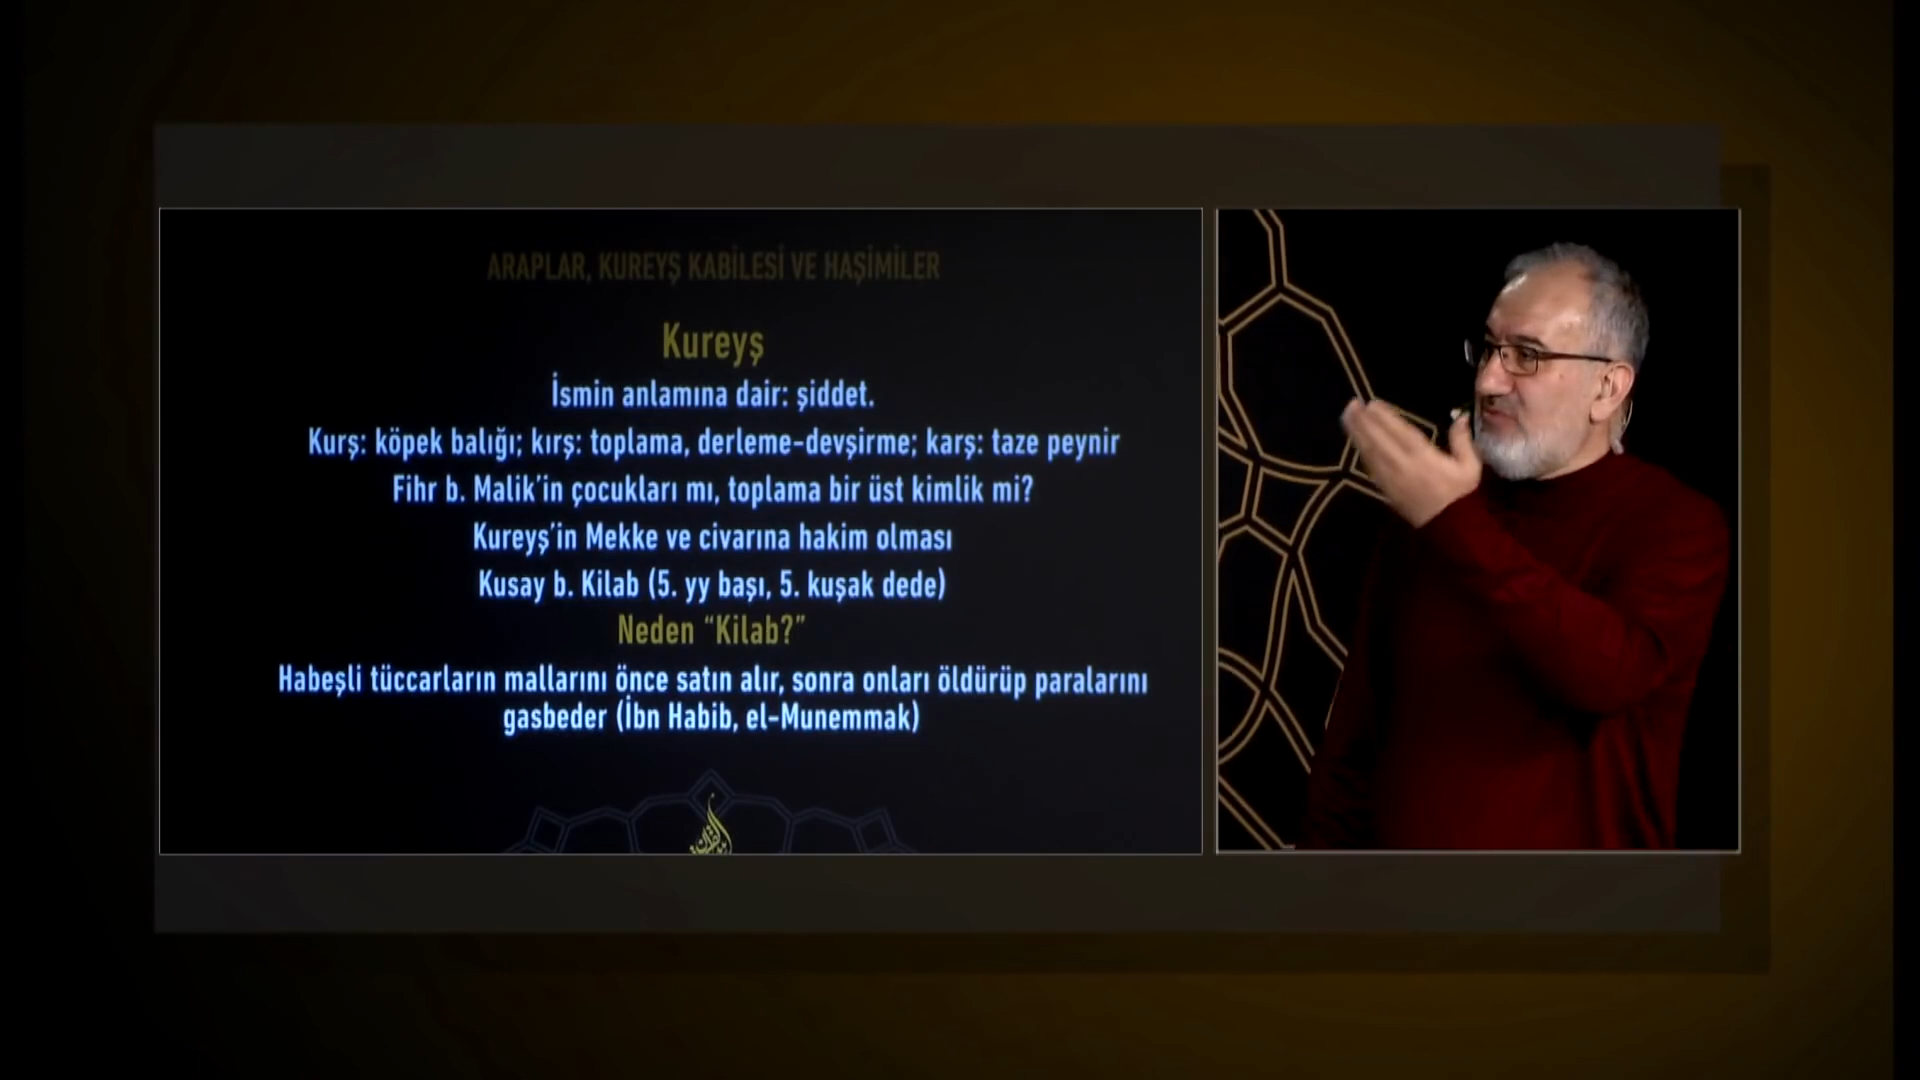 ARAPLAR, KUREYŞ KABİLESİ VE HAŞİMİLER
Kureyş
İsmin anlamına dair: şiddet.
Kurş: köpek balığı; kırş: toplama, derleme-devşirme; karş: taze peynir
Fihr b. Malik'in çocukları mı, toplama bir üst kimlik mi?
Kureyş'in Mekke ve civarına hakim olması
Kusay b. Kilab (5. yy başı, 5. kuşak dede)
Neden "Kilab?"
Habeşli tüccarların mallarını önce satın alır, sonra onları öldürüp paralarını
gasbeder (İbn Habib, el-Munemmak)